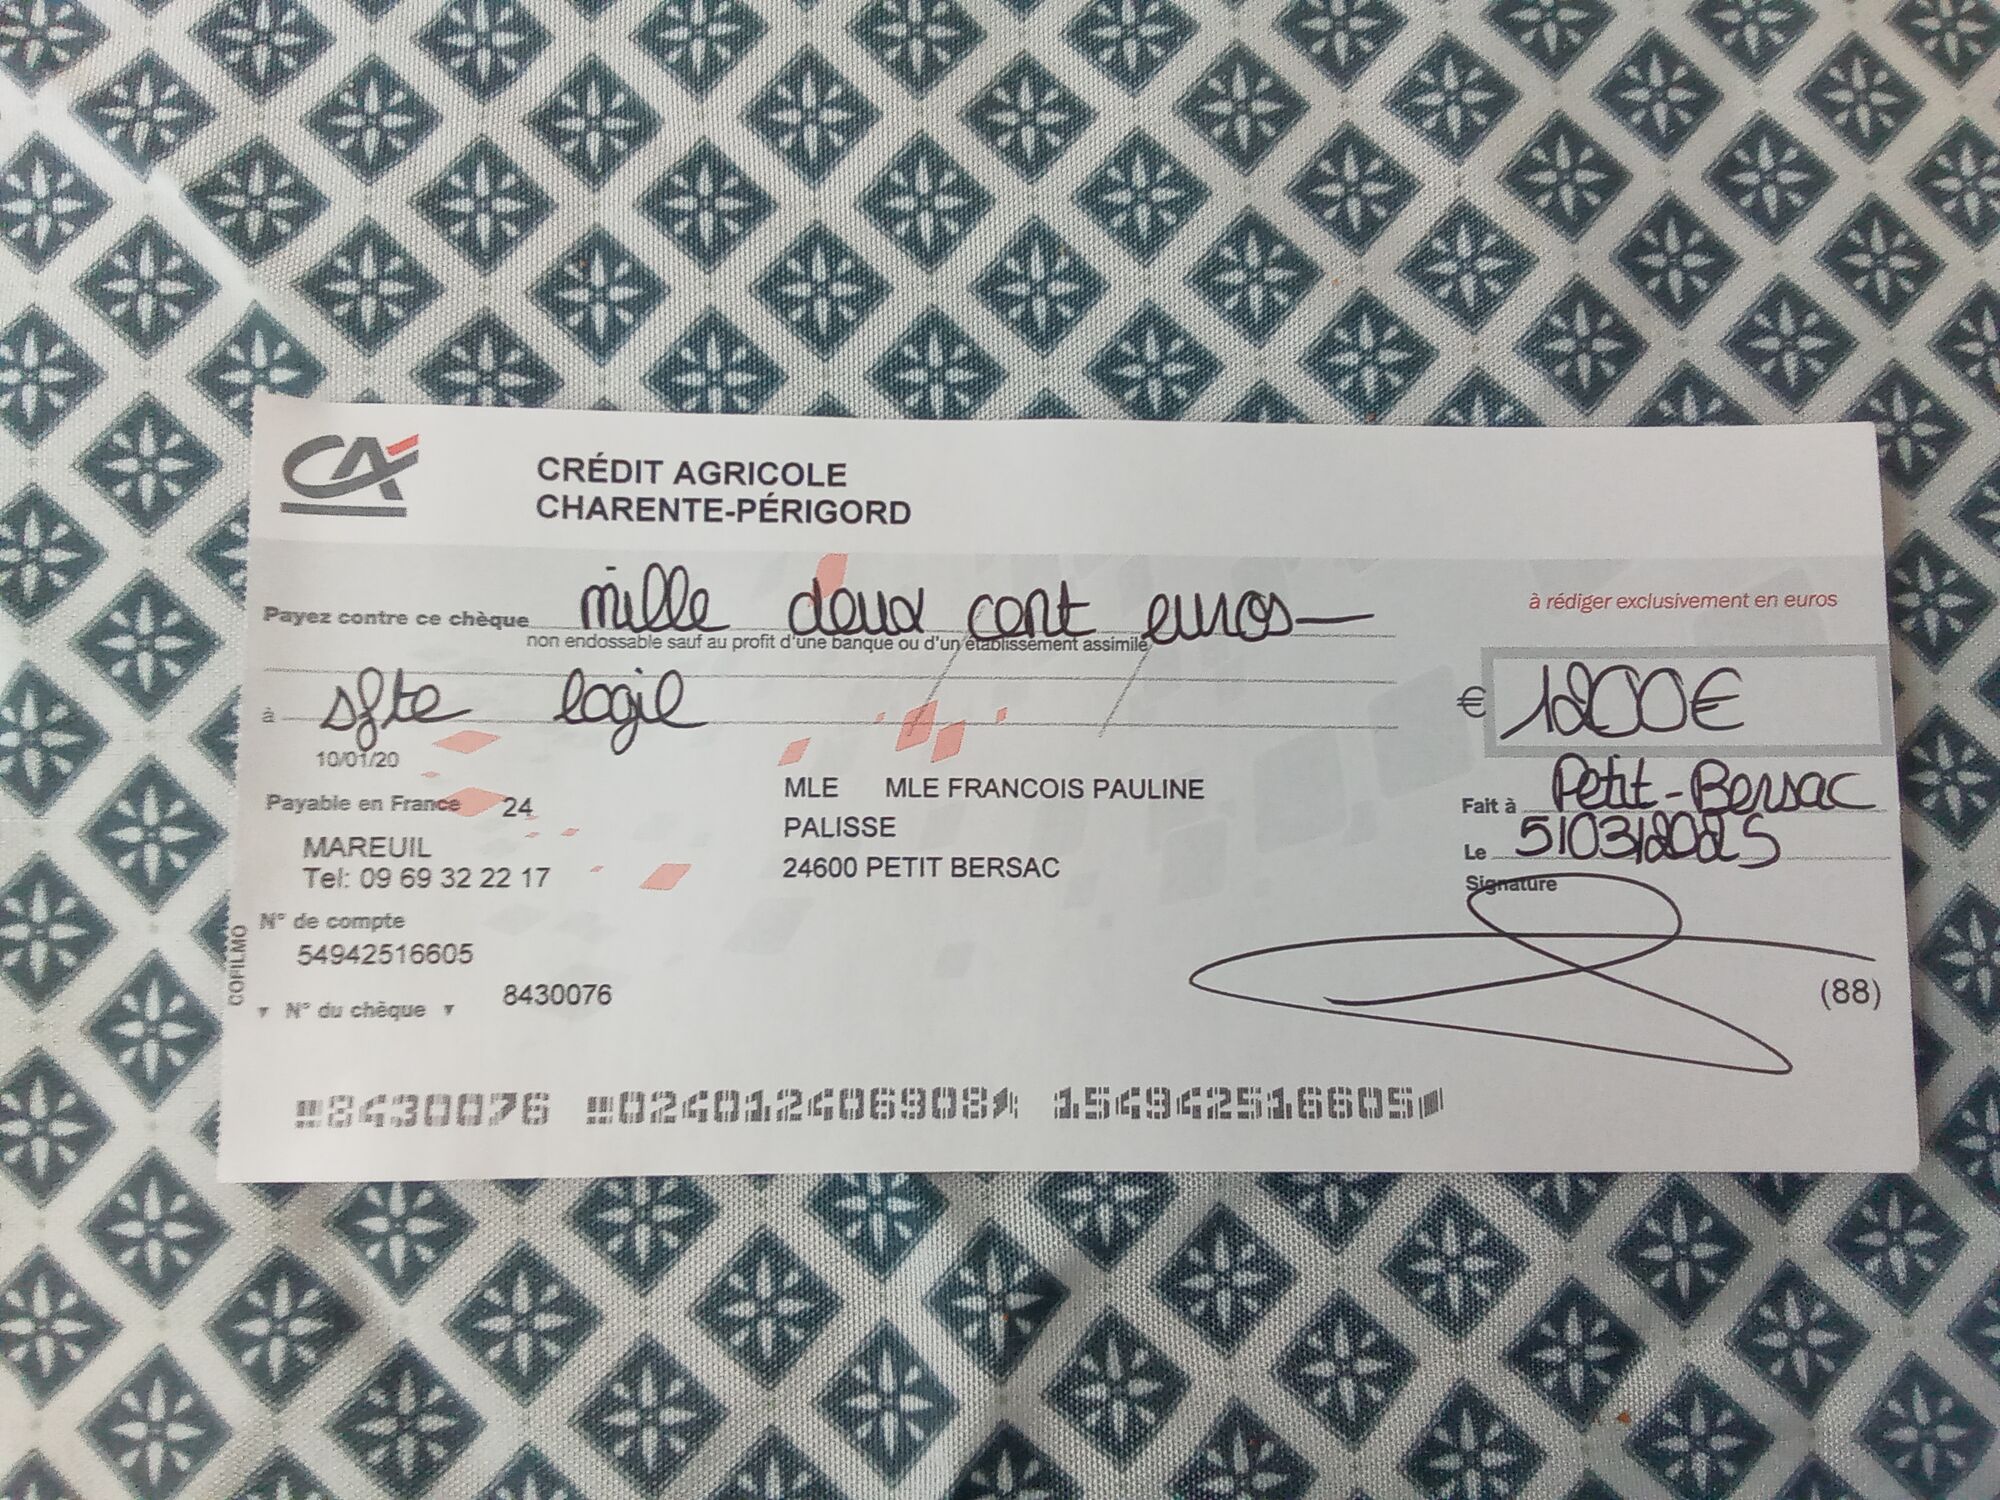 CA
CRÉDIT AGRICOLE
CHARENTE-PÉRIGORD
Payez contre ce chèque mille deux cent euros
non endossable sauf au profit d'une banque ou d'un établissement assimilé
à rédiger exclusivement en euros
à sfte logil
€ 1200€
10/01/20
Payable en France 24
MAREUIL
Tel: 09 69 32 22 17
MLE MLE FRANCOIS PAULINE
PALISSE
24600 PETIT BERSAC
Fait à Petit-Bersac
Le 5/03/2025
Signature
N° de compte
54942516605
COFILMO
N° du chèque 8430076
(88)
8430076 024012406908 154942516605